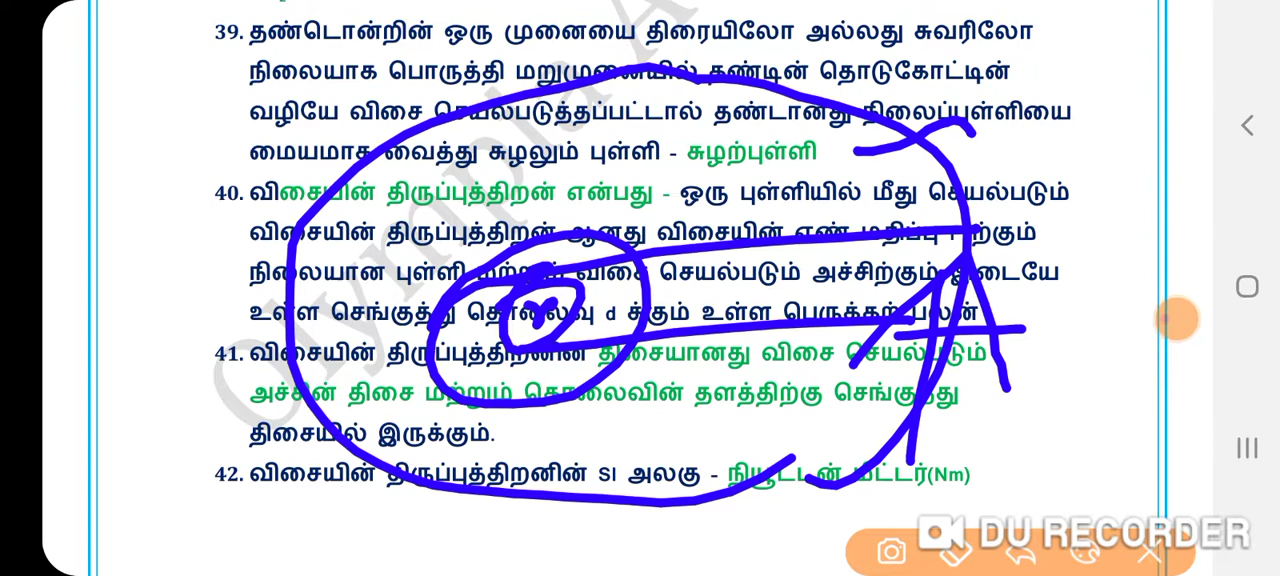 39. தண்டொன்றின் ஒரு முனையை திரையிலோ அல்லது சுவரிலோ
நிலையாக பொருத்தி மறுமுனையில் தண்டின் தொடுகோட்டின்
வழியே விசை செயல்படுத்தப்பட்டால் தண்டானது நிலைப்புள்ளியை
மையமாக வைத்து சுழலும் புள்ளி - சுழற்புள்ளி
40. விசையின் திருப்புத்திறன் என்பது - ஒரு புள்ளியில் மீது செயல்படும்
விசையின் திருப்புத்திறன் ஆனது விசையின் எண் மதிப்பு F ற்கும்
நிலையான புள்ளி மற்றும் விசை செயல்படும் அச்சிற்கும் இடையே
உள்ள செங்குத்து தொலைவு d க்கும் உள்ள பெருக்கற் பலன்
41. விசையின் திருப்புத்திறனின் திசையானது விசை செயல்படும்
அச்சின் திசை மற்றும் தொலைவின் தளத்திற்கு செங்குத்து
திசையில் இருக்கும்.
42. விசையின் திருப்புத்திறனின் SI அலகு - நியூட்டன் மீட்டர்(Nm)
Olympia A
DU RECORDER